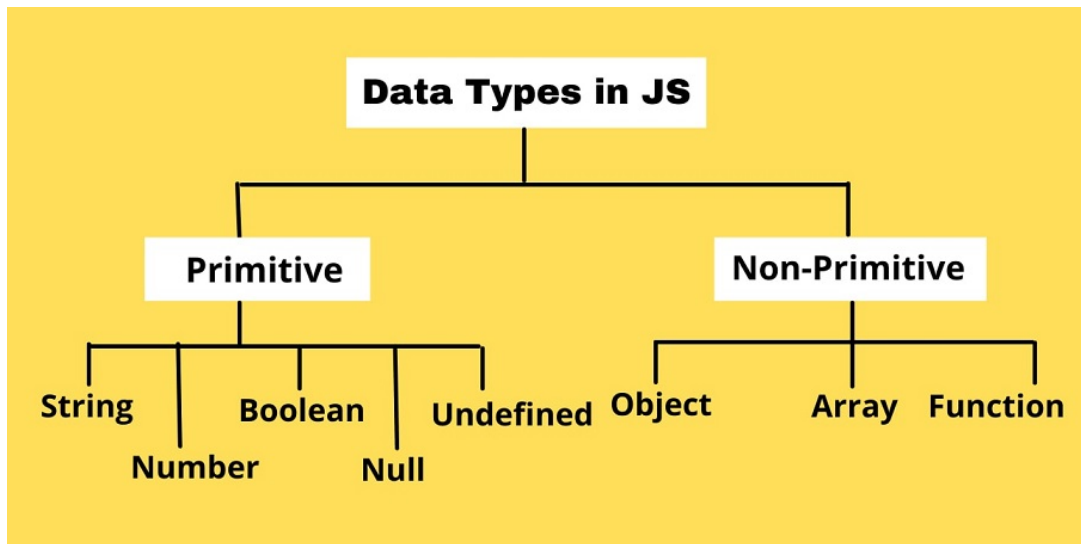 Data Types in JS
Primitive
Non-Primitive
String
Number
Boolean
Null
Undefined
Object
Array
Function